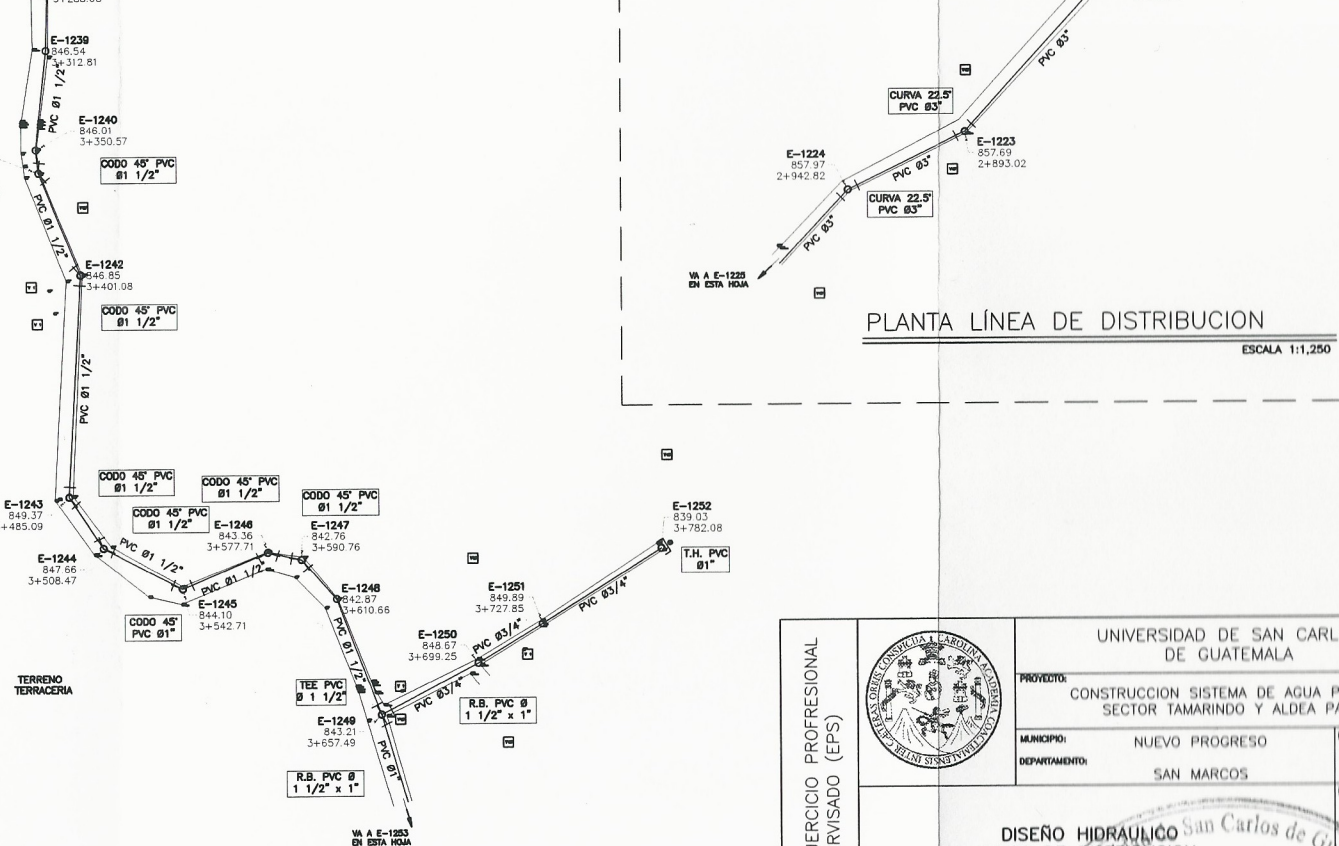 E-1239
846.54
3+312.81
PVC Ø1 1/2"
E-1240
846.01
3+350.57
CODO 45° PVC
Ø1 1/2"
PVC Ø1 1/2"
E-1242
846.85
3+401.08
CODO 45° PVC
Ø1 1/2"
PVC Ø1 1/2"
CODO 45° PVC
Ø1 1/2"
E-1243
849.37
+485.09
CODO 45° PVC
Ø1 1/2"
CODO 45° PVC
Ø1 1/2"
CODO 45° PVC
Ø1 1/2"
E-1244
847.66
3+508.47
PVC Ø1 1/2"
E-1246
843.36
3+577.71
E-1247
842.76
3+590.76
PVC Ø1 1/2"
E-1245
844.10
3+542.71
CODO 45°
PVC Ø1"
E-1248
842.87
3+610.66
PVC Ø1 1/2"
TERRENO
TERRACERIA
TEE PVC
Ø 1 1/2"
E-1249
843.21
3+657.49
R.B. PVC Ø
1 1/2" x 1"
PVC Ø1"
VA A E-1253
EN ESTA HOJA
PVC Ø3/4"
E-1250
848.67
3+699.25
PVC Ø3/4"
R.B. PVC Ø
1 1/2" x 1"
E-1251
849.89
3+727.85
PVC Ø3/4"
E-1252
839.03
3+782.08
T.H. PVC
Ø1"
PVC Ø3"
CURVA 22.5°
PVC Ø3"
E-1223
857.69
2+893.02
PVC Ø3"
E-1224
857.97
2+942.82
CURVA 22.5°
PVC Ø3"
PVC Ø3"
VA A E-1225
EN ESTA HOJA
PLANTA LÍNEA DE DISTRIBUCION
ESCALA 1:1,250
ERCICIO PROFRESIONAL
RVISADO (EPS)
UNIVERSIDAD DE SAN CARL
DE GUATEMALA
PROYECTO:
CONSTRUCCION SISTEMA DE AGUA P
SECTOR TAMARINDO Y ALDEA PA
MUNICIPIO:
NUEVO PROGRESO
DEPARTAMENTO:
SAN MARCOS
DISEÑO HIDRAULICO
San Carlos de